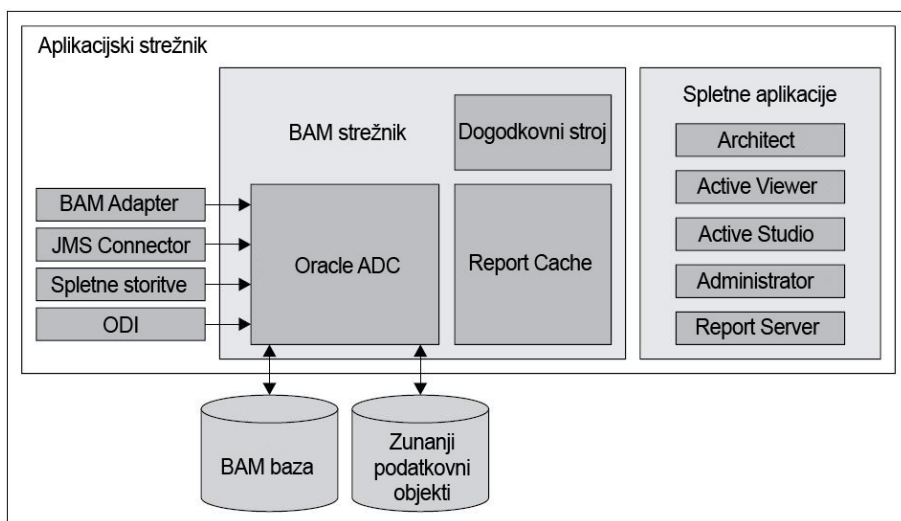 Aplikacijski strežnik
BAM strežnik
Dogodkovni stroj
Oracle ADC
Report Cache
BAM Adapter
JMS Connector
Spletne storitve
ODI
Spletne aplikacije
Architect
Active Viewer
Active Studio
Administrator
Report Server
BAM baza
Zunanji
podatkovni
objekti